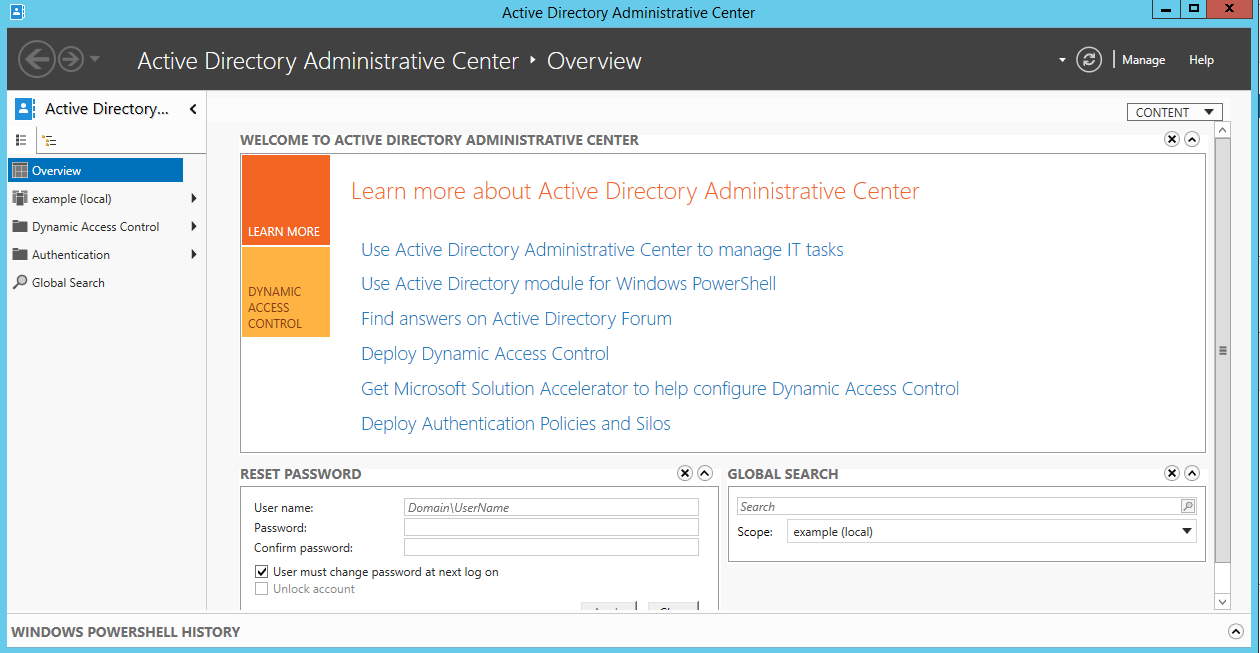 Active Directory Administrative Center
Active Directory Administrative Center ‣ Overview
Manage
Help
Active Directory...
Overview
example (local)
Dynamic Access Control
Authentication
Global Search
CONTENT
WELCOME TO ACTIVE DIRECTORY ADMINISTRATIVE CENTER
LEARN MORE
DYNAMIC
ACCESS
CONTROL
Learn more about Active Directory Administrative Center
Use Active Directory Administrative Center to manage IT tasks
Use Active Directory module for Windows PowerShell
Find answers on Active Directory Forum
Deploy Dynamic Access Control
Get Microsoft Solution Accelerator to help configure Dynamic Access Control
Deploy Authentication Policies and Silos
RESET PASSWORD
User name:
Domain\UserName
Password:
Confirm password:
User must change password at next log on
Unlock account
GLOBAL SEARCH
Search
Scope:
example (local)
WINDOWS POWERSHELL HISTORY